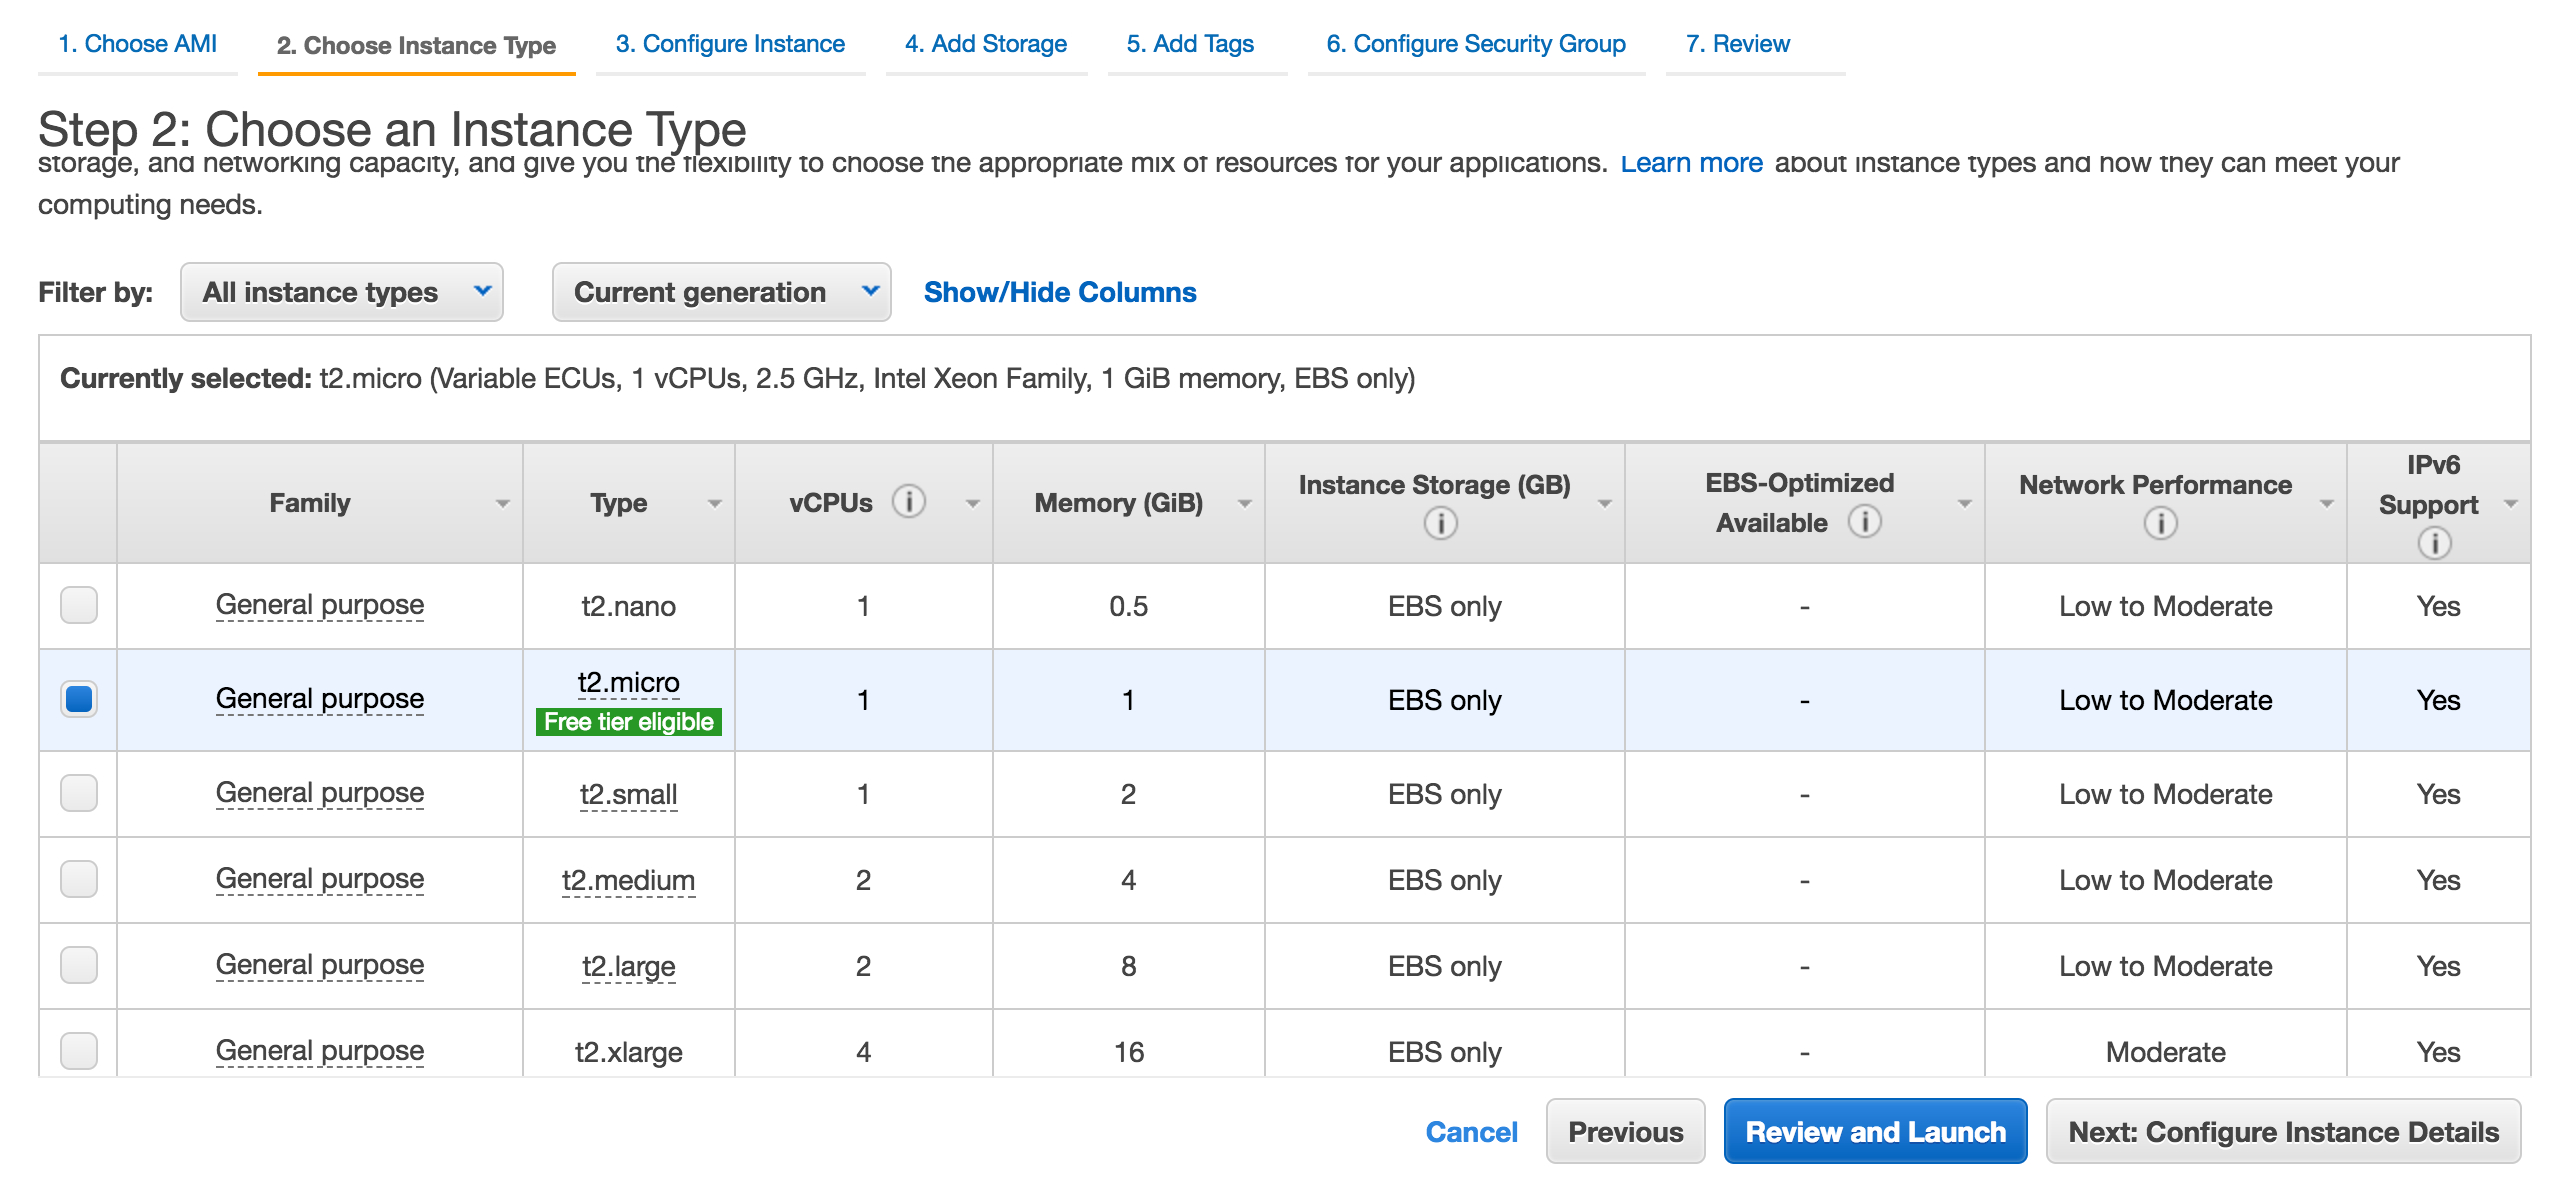 1. Choose AMI 2. Choose Instance Type 3. Configure Instance 4. Add Storage 5. Add Tags 6. Configure Security Group 7. Review
Step 2: Choose an Instance Type
storage, and networking capacity, and give you the flexibility to choose the appropriate mix of resources for your applications. Learn more about instance types and how they can meet your
computing needs.
Filter by: All instance types Current generation Show/Hide Columns
Currently selected: t2.micro (Variable ECUs, 1 vCPUs, 2.5 GHz, Intel Xeon Family, 1 GiB memory, EBS only)
Family Type vCPUs Memory (GiB) Instance Storage (GB) EBS-Optimized Available Network Performance IPv6 Support
General purpose t2.nano 1 0.5 EBS only - Low to Moderate Yes
General purpose t2.micro Free tier eligible 1 1 EBS only - Low to Moderate Yes
General purpose t2.small 1 2 EBS only - Low to Moderate Yes
General purpose t2.medium 2 4 EBS only - Low to Moderate Yes
General purpose t2.large 2 8 EBS only - Low to Moderate Yes
General purpose t2.xlarge 4 16 EBS only - Moderate Yes
Cancel Previous Review and Launch Next: Configure Instance Details